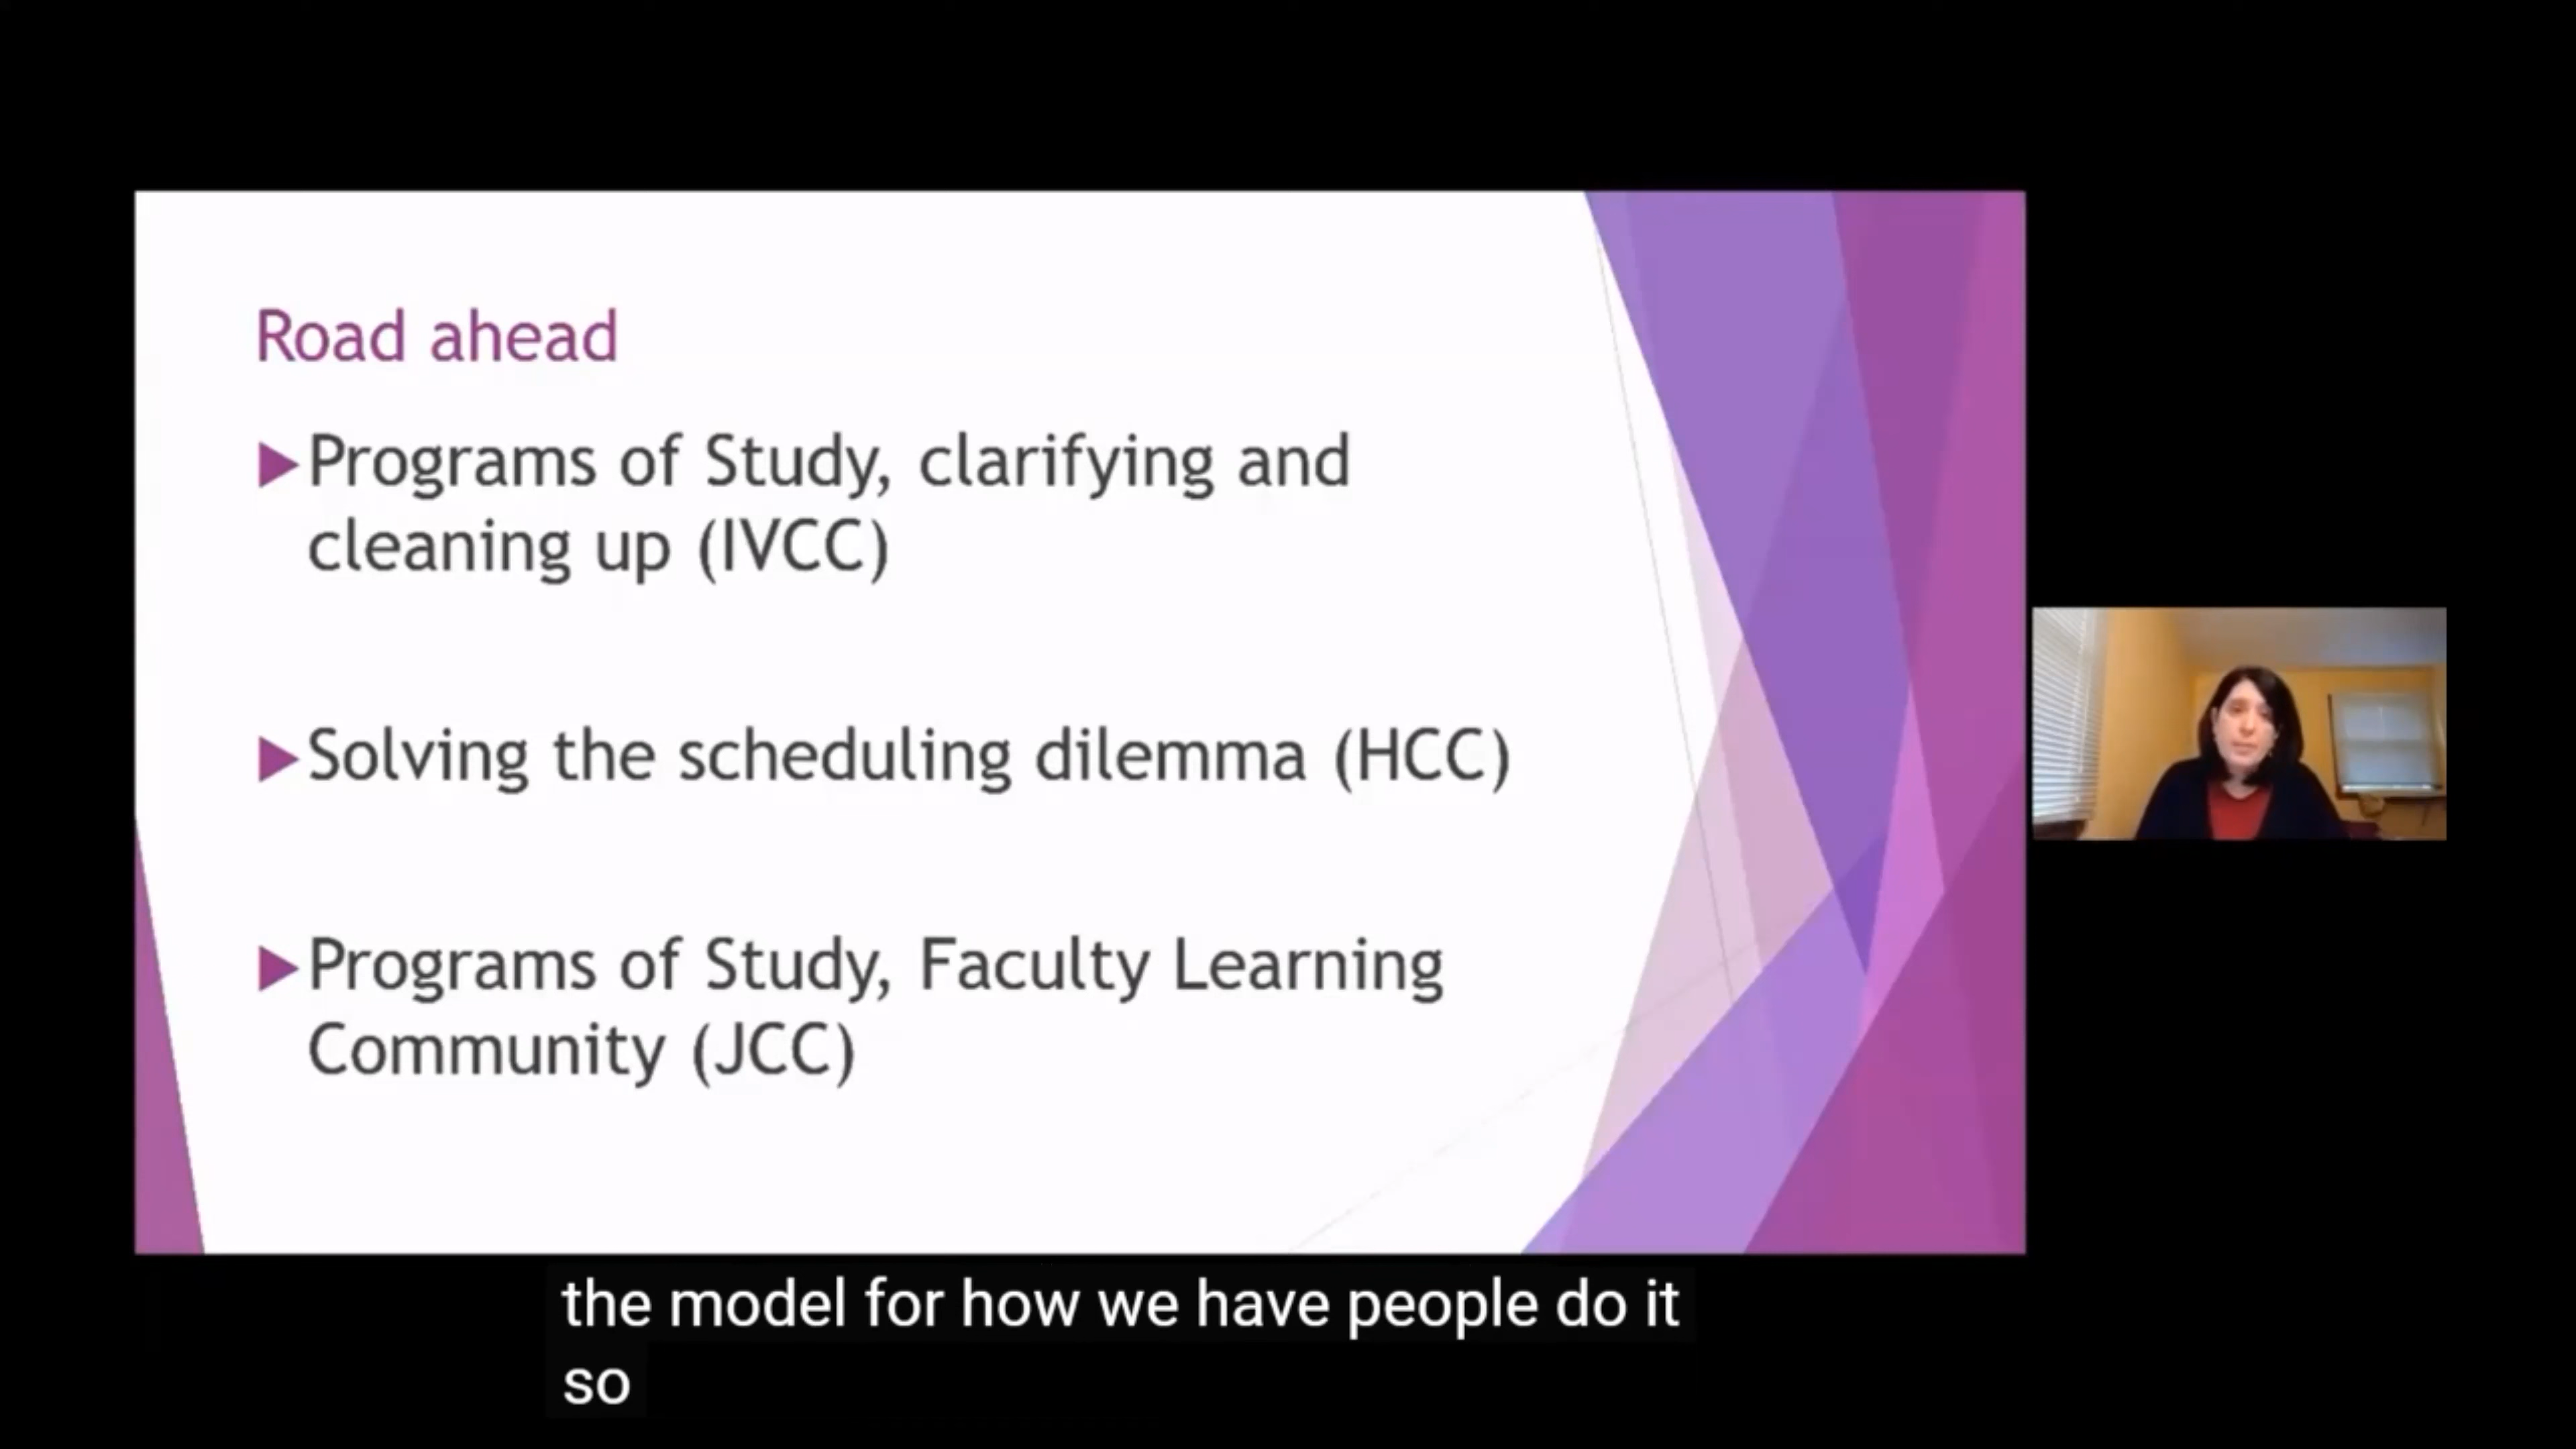 Road ahead
Programs of Study, clarifying and
cleaning up (IVCC)
Solving the scheduling dilemma (HCC)
Programs of Study, Faculty Learning
Community (JCC)
the model for how we have people do it
so